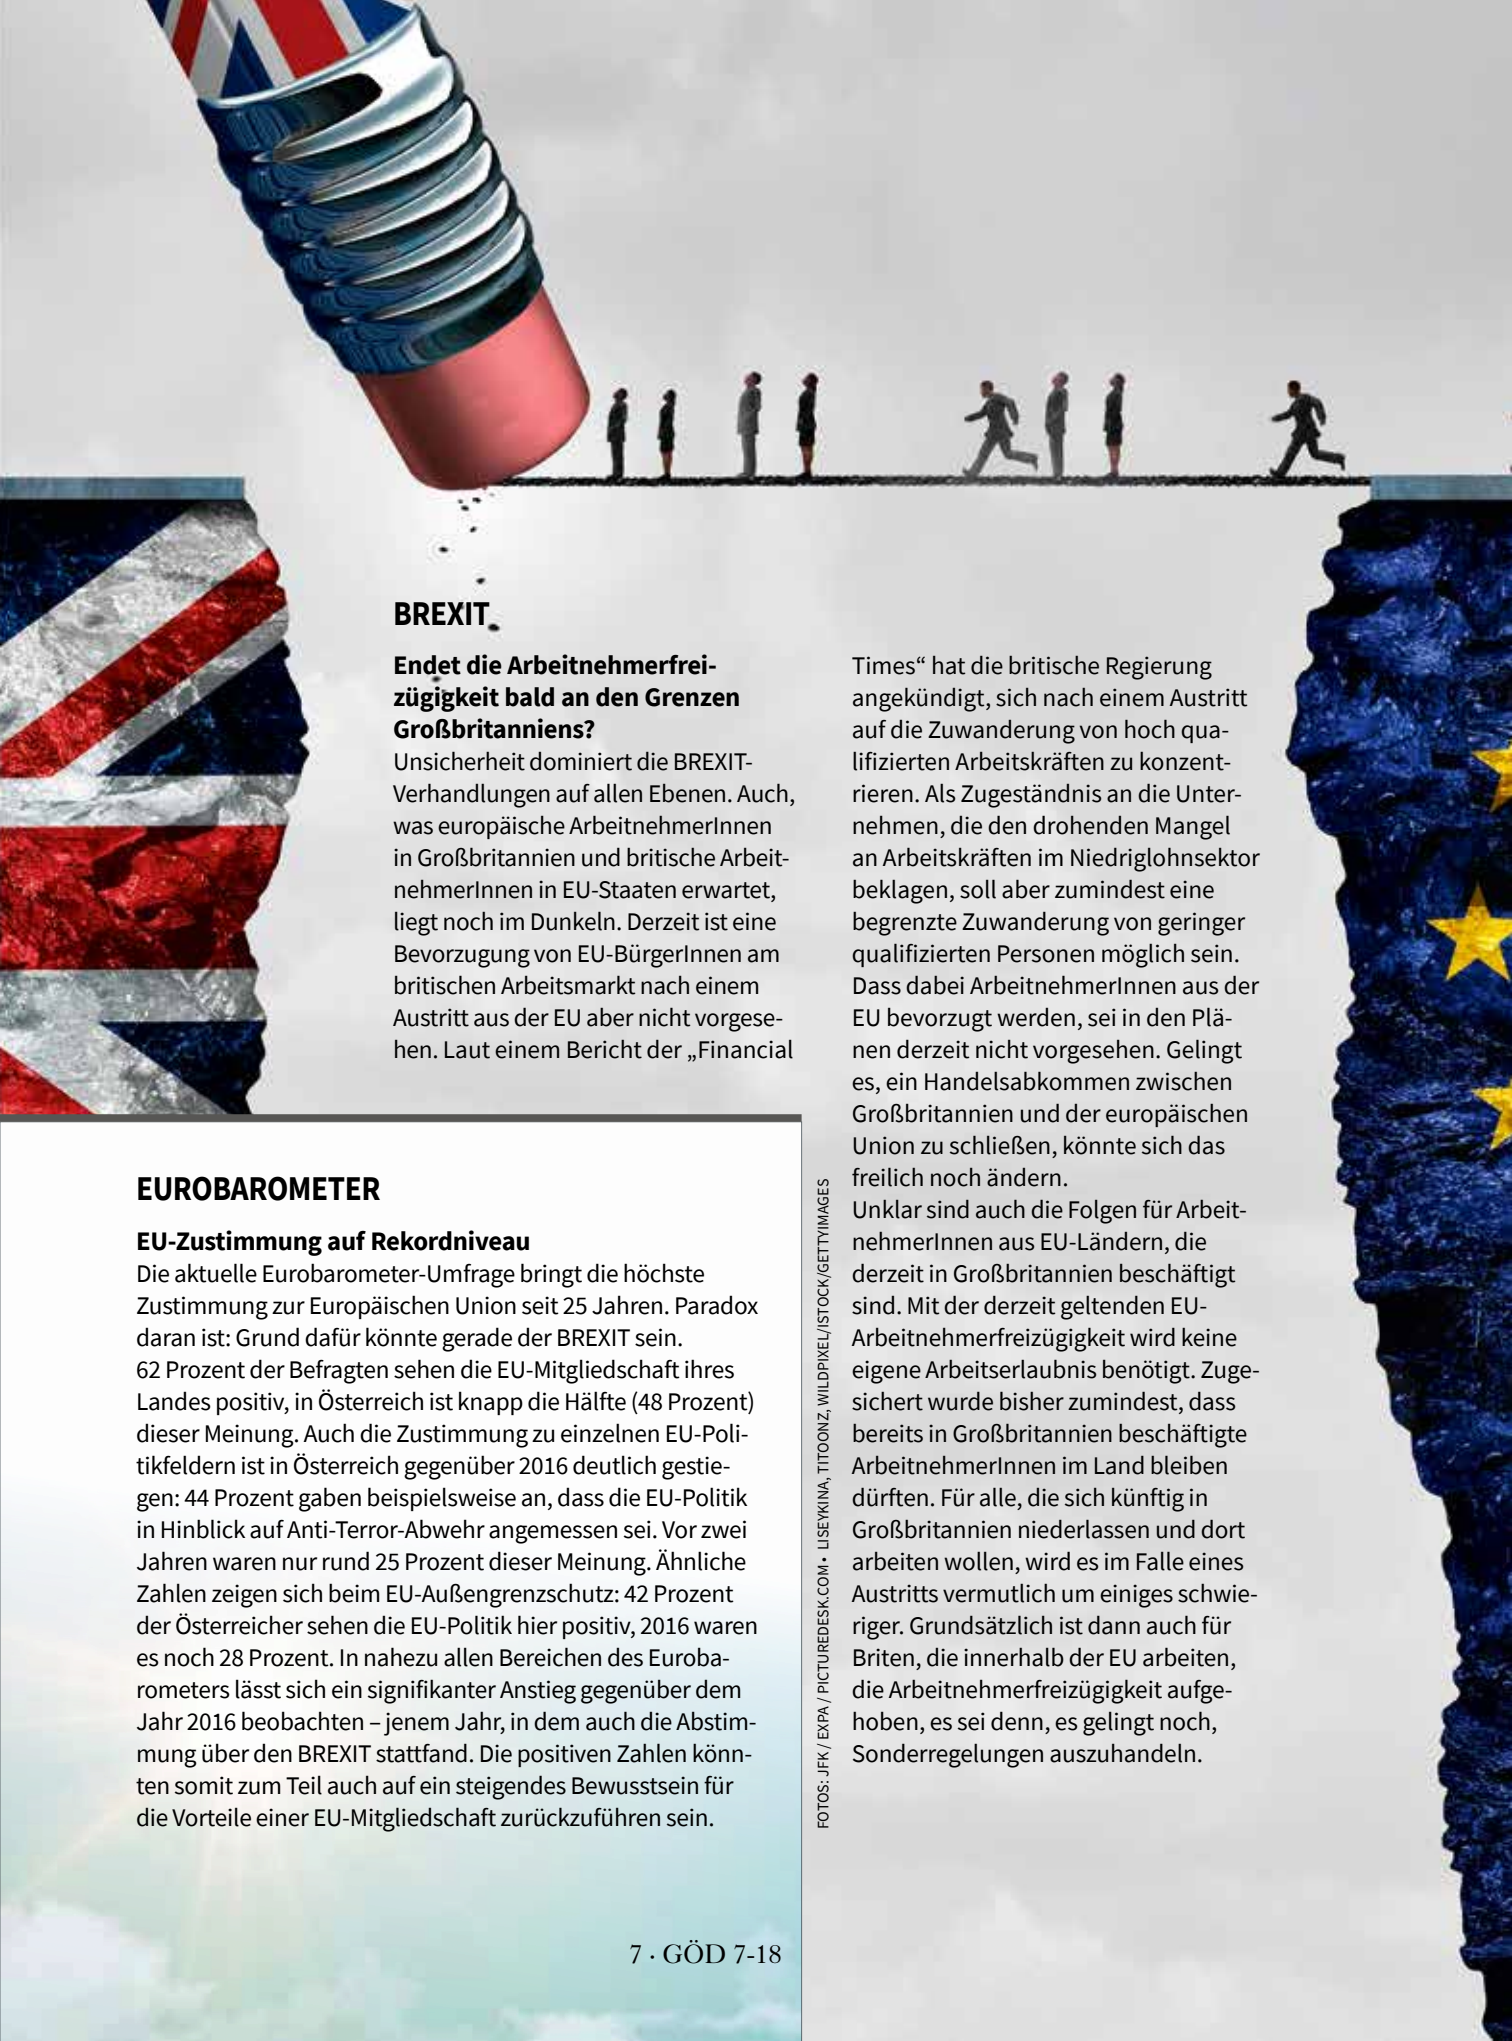 BREXIT
Endet die Arbeitnehmerfrei-
zügigkeit bald an den Grenzen
Großbritanniens?
Unsicherheit dominiert die BREXIT-
Verhandlungen auf allen Ebenen. Auch,
was europäische ArbeitnehmerInnen
in Großbritannien und britische Arbeit-
nehmerInnen in EU-Staaten erwartet,
liegt noch im Dunkeln. Derzeit ist eine
Bevorzugung von EU-BürgerInnen am
britischen Arbeitsmarkt nach einem
Austritt aus der EU aber nicht vorgese-
hen. Laut einem Bericht der „Financial
Times“ hat die britische Regierung
angekündigt, sich nach einem Austritt
auf die Zuwanderung von hoch qua-
lifizierten Arbeitskräften zu konzent-
rieren. Als Zugeständnis an die Unter-
nehmen, die den drohenden Mangel
an Arbeitskräften im Niedriglohnsektor
beklagen, soll aber zumindest eine
begrenzte Zuwanderung von geringer
qualifizierten Personen möglich sein.
Dass dabei ArbeitnehmerInnen aus der
EU bevorzugt werden, sei in den Plä-
nen derzeit nicht vorgesehen. Gelingt
es, ein Handelsabkommen zwischen
Großbritannien und der europäischen
Union zu schließen, könnte sich das
freilich noch ändern.
Unklar sind auch die Folgen für Arbeit-
nehmerInnen aus EU-Ländern, die
derzeit in Großbritannien beschäftigt
sind. Mit der derzeit geltenden EU-
Arbeitnehmerfreizügigkeit wird keine
eigene Arbeitserlaubnis benötigt. Zuge-
sichert wurde bisher zumindest, dass
bereits in Großbritannien beschäftigte
ArbeitnehmerInnen im Land bleiben
dürften. Für alle, die sich künftig in
Großbritannien niederlassen und dort
arbeiten wollen, wird es im Falle eines
Austritts vermutlich um einiges schwie-
riger. Grundsätzlich ist dann auch für
Briten, die innerhalb der EU arbeiten,
die Arbeitnehmerfreizügigkeit aufge-
hoben, es sei denn, es gelingt noch,
Sonderregelungen auszuhandeln.
EUROBAROMETER
EU-Zustimmung auf Rekordniveau
Die aktuelle Eurobarometer-Umfrage bringt die höchste
Zustimmung zur Europäischen Union seit 25 Jahren. Paradox
daran ist: Grund dafür könnte gerade der BREXIT sein.
62 Prozent der Befragten sehen die EU-Mitgliedschaft ihres
Landes positiv, in Österreich ist knapp die Hälfte (48 Prozent)
dieser Meinung. Auch die Zustimmung zu einzelnen EU-Poli-
tikfeldern ist in Österreich gegenüber 2016 deutlich gestie-
gen: 44 Prozent gaben beispielsweise an, dass die EU-Politik
in Hinblick auf Anti-Terror-Abwehr angemessen sei. Vor zwei
Jahren waren nur rund 25 Prozent dieser Meinung. Ähnliche
Zahlen zeigen sich beim EU-Außengrenzschutz: 42 Prozent
der Österreicher sehen die EU-Politik hier positiv, 2016 waren
es noch 28 Prozent. In nahezu allen Bereichen des Euroba-
rometers lässt sich ein signifikanter Anstieg gegenüber dem
Jahr 2016 beobachten – jenem Jahr, in dem auch die Abstim-
mung über den BREXIT stattfand. Die positiven Zahlen könn-
ten somit zum Teil auch auf ein steigendes Bewusstsein für
die Vorteile einer EU-Mitgliedschaft zurückzuführen sein.
FOTOS: JFK / EXPA / PICTUREDESK.COM • LISEYKINA, TITOONZ, WILDPIXEL/ISTOCK/GETTYIMAGES
7 · GÖD 7-18